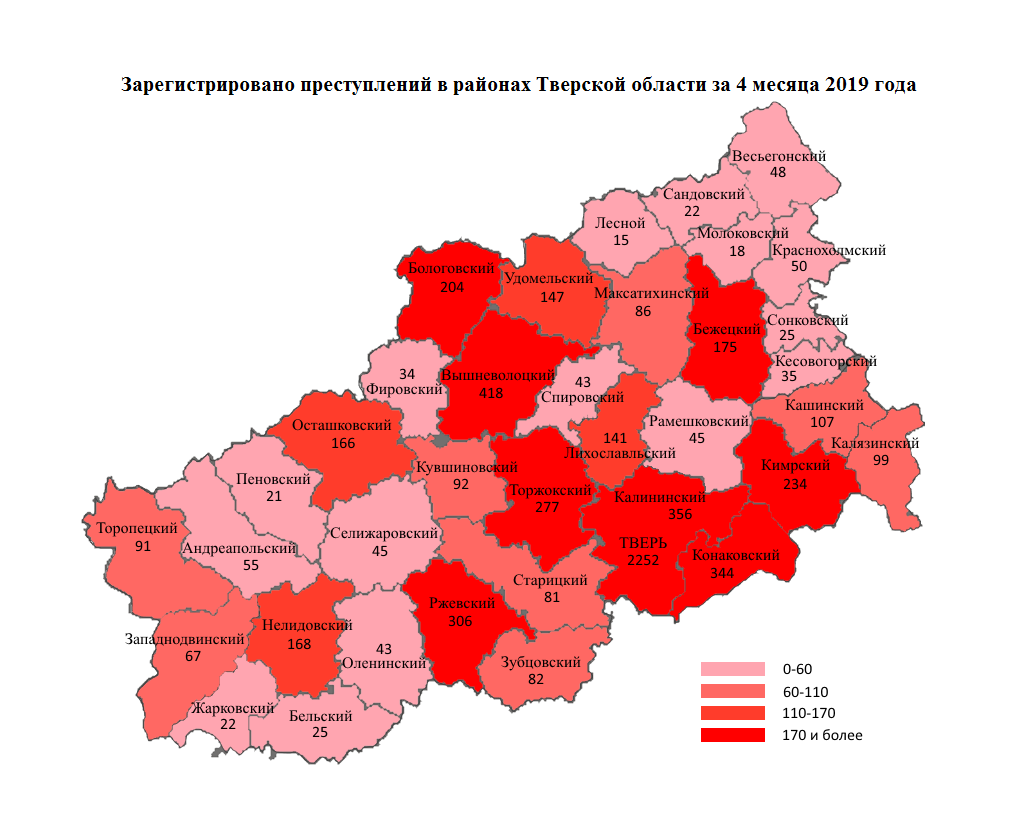 Зарегистрировано преступлений в районах Тверской области за 4 месяца 2019 года
Весьегонский
48
Сандовский
22
Лесной
15
Молоковский
18
Краснохолмский
50
Бологовский
204
Удомельский
147
Максатихинский
86
Бежецкий
175
Сонковский
25
Кесовогорский
35
34
Фировский
Вышневолоцкий
418
43
Спировский
Кашинский
107
Осташковский
166
141
Лихославльский
Рамешковский
45
Калязинский
99
Кувшиновский
92
Кимрский
234
Пеновский
21
Торжокский
277
Калининский
356
Торопецкий
91
Селижаровский
45
Андреапольский
55
ТВЕРЬ
2252
Конаковский
344
Старицкий
81
Ржевский
306
Нелидовский
168
Западнодвинский
67
43
Оленинский
Зубцовский
82
Жарковский
22
Бельский
25
0-60
60-110
110-170
170 и более